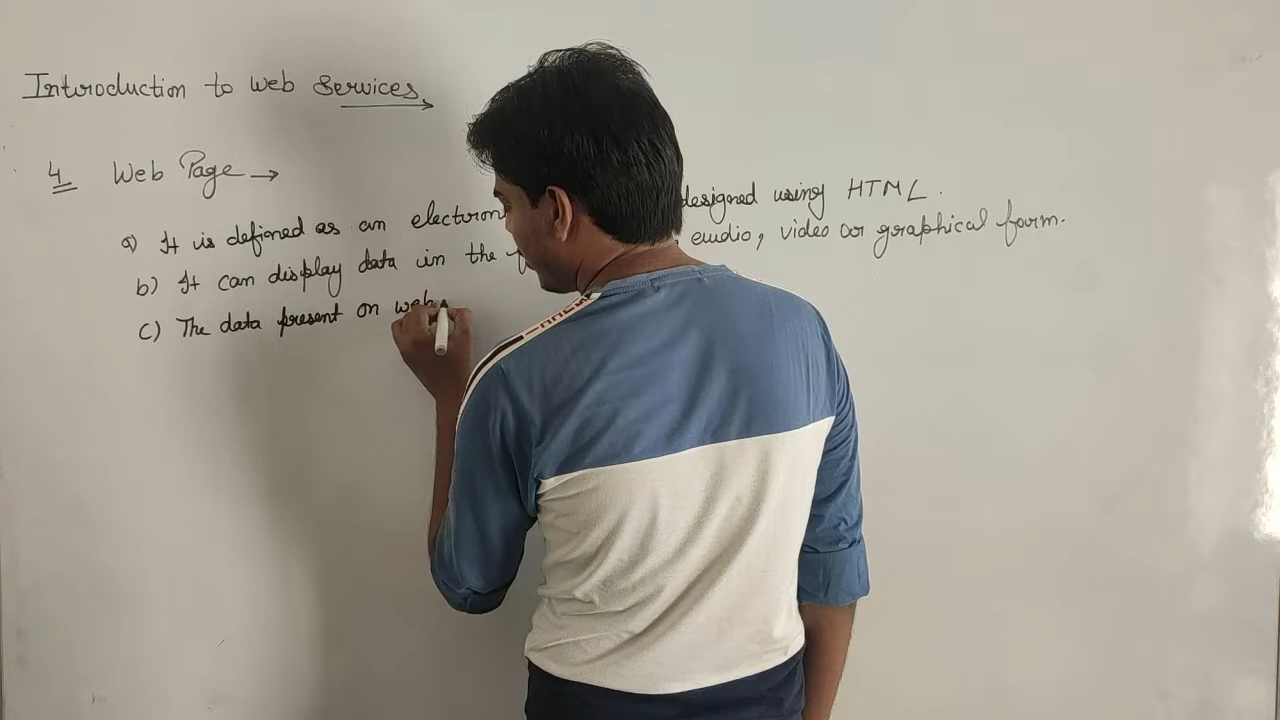 Introduction to Web Services
4 Web Page →
a) It is defined as an electron designed using HTML.
b) It can display data in the f , audio, video or graphical form.
c) The data present on web